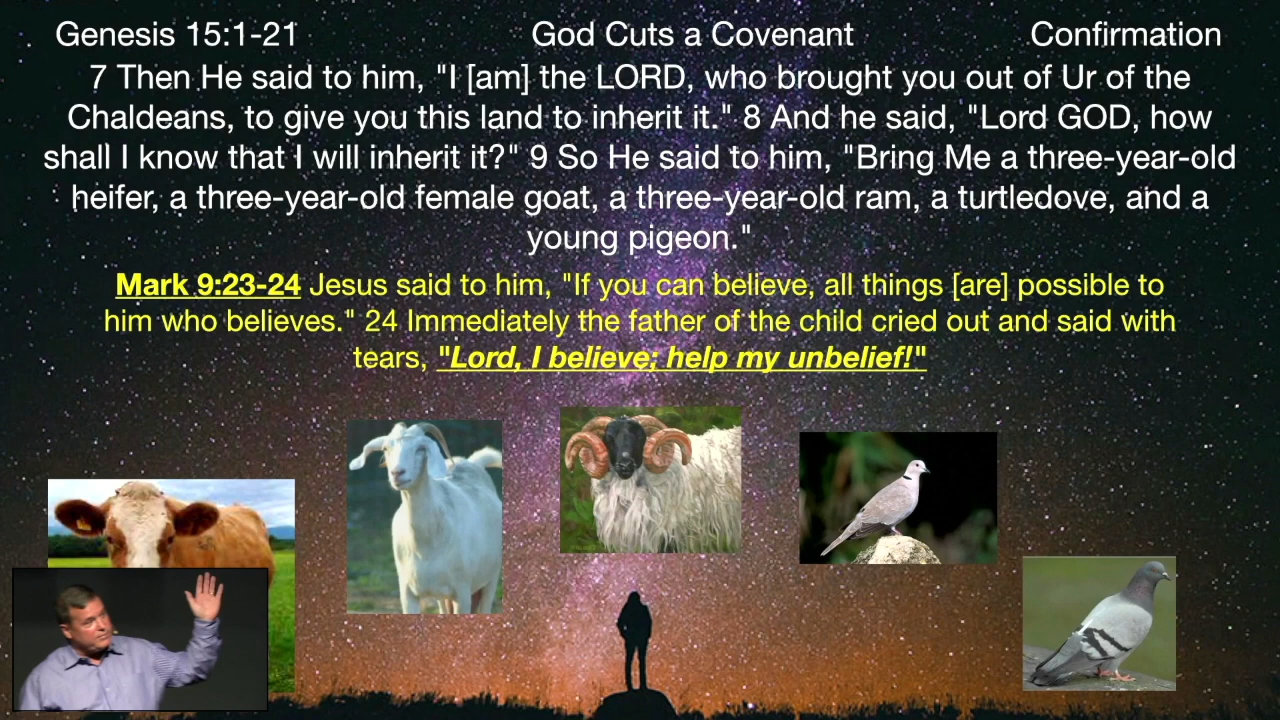 Genesis 15:1-21 God Cuts a Covenant Confirmation
7 Then He said to him, "I [am] the LORD, who brought you out of Ur of the
Chaldeans, to give you this land to inherit it." 8 And he said, "Lord GOD, how
shall I know that I will inherit it?" 9 So He said to him, "Bring Me a three-year-old
heifer, a three-year-old female goat, a three-year-old ram, a turtledove, and a
young pigeon."
Mark 9:23-24 Jesus said to him, "If you can believe, all things [are] possible to
him who believes." 24 Immediately the father of the child cried out and said with
tears, "Lord, I believe; help my unbelief!"